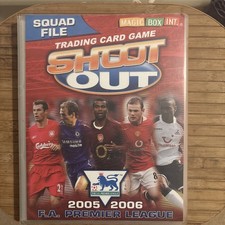 SQUAD
FILE
MAGIC BOX INT
TRADING CARD GAME
SHOOT
OUT
2005 2006
F.A. PREMIER LEAGUE